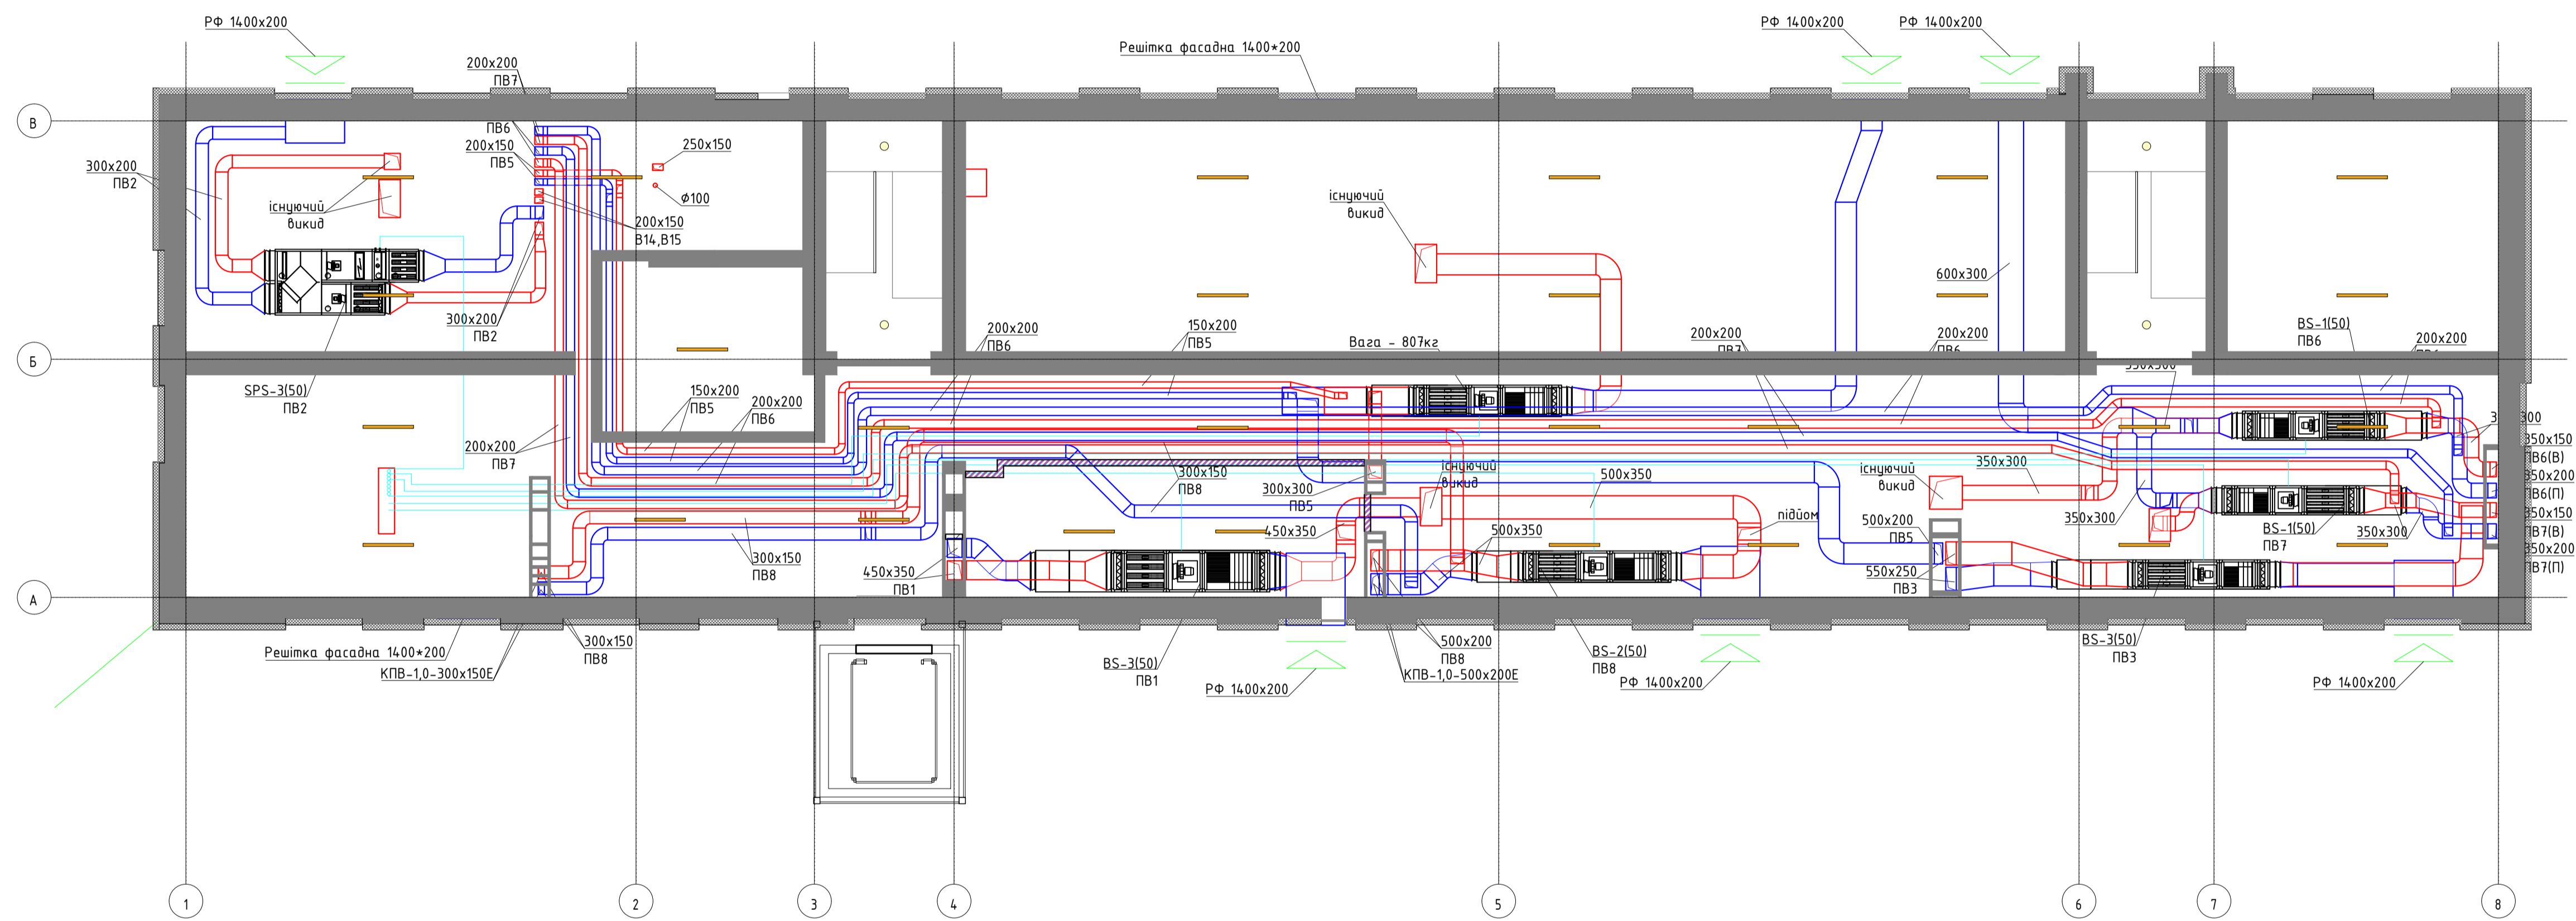 РФ 1400х200
РФ 1400х200
РФ 1400х200
Решітка фасадна 1400*200
200х200
ПВ7
В
ПВ6
200х150
ПВ5
250х150
300х200
ПВ2
існуючий
викид
Ф100
існуючий
викид
200х150
В14,В15
600х300
300х200
ПВ2
200х200
ПВ6
150х200
ПВ5
Вага - 807кг
200х200
ПВ7
200х200
ПВ6
BS-1(50)
ПВ6
200х200
Б
SPS-3(50)
ПВ2
150х200
ПВ5
200х200
ПВ6
200х200
ПВ7
300х150
ПВ8
300х300
ПВ5
існуючий
викид
500х350
існуючий
викид
350х300
350х150
ПВ6(В)
350х200
ПВ6(П)
350х150
ПВ7(В)
350х200
ПВ7(П)
350х300
BS-1(50)
ПВ7
350х300
підйом
500х200
ПВ5
450х350
500х350
300х150
ПВ8
450х350
ПВ1
550х250
ПВ3
А
300х150
ПВ8
Решітка фасадна 1400*200
КПВ-1,0-300х150Е
BS-3(50)
ПВ1
500х200
ПВ8
КПВ-1,0-500х200Е
BS-2(50)
ПВ8
BS-3(50)
ПВ3
РФ 1400х200
РФ 1400х200
РФ 1400х200
1
2
3
4
5
6
7
8